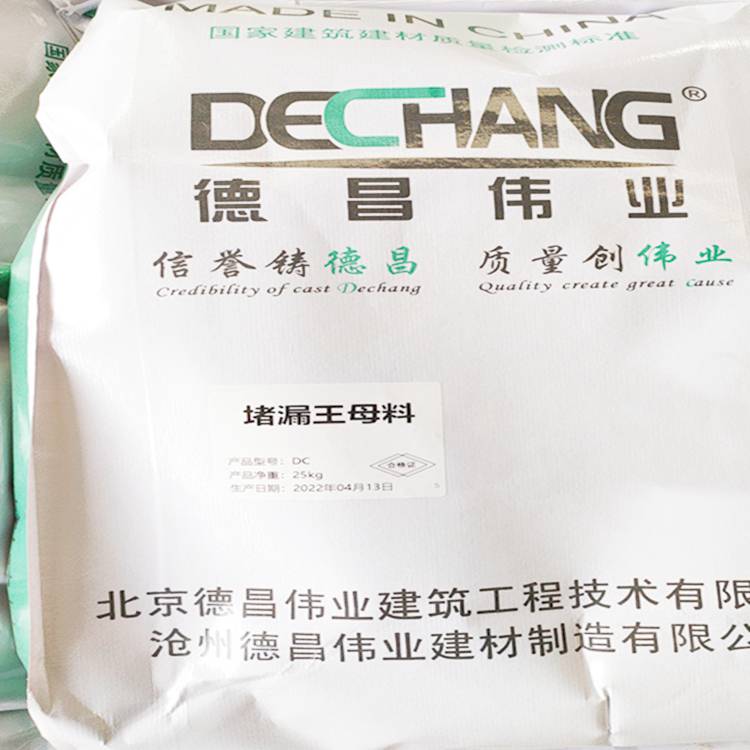 MADE IN CHINA
国家建筑建材质量检测标准
DECHANG®
德昌伟业
信誉铸德昌 质量创伟业
Credibility of cast Dechang Quality create great cause
堵漏王母料
产品型号：DC
产品净重：25kg
合格证
生产日期：2022年04月13日
5
北京德昌伟业建筑工程技术有限
沧州德昌伟业建材制造有限公
国家
材质